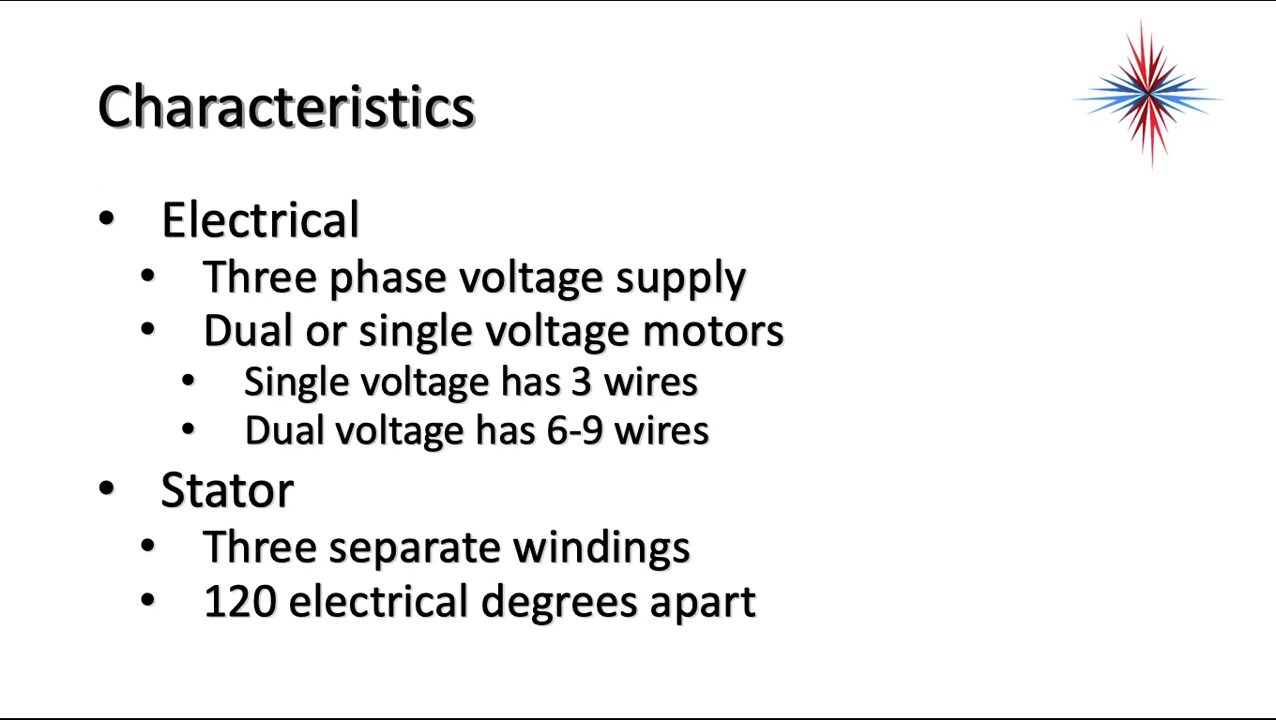 Characteristics
• Electrical
• Three phase voltage supply
• Dual or single voltage motors
• Single voltage has 3 wires
• Dual voltage has 6-9 wires
• Stator
• Three separate windings
• 120 electrical degrees apart